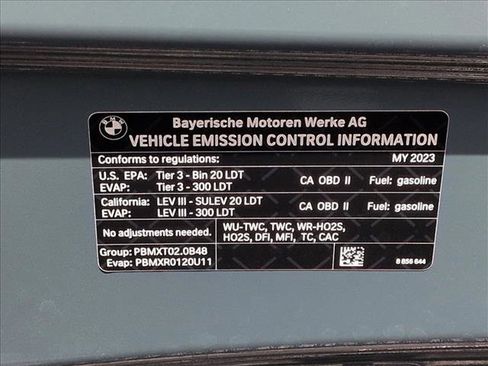 BMW
Bayerische Motoren Werke AG
VEHICLE EMISSION CONTROL INFORMATION
Conforms to regulations: MY 2023
U.S. EPA: Tier 3 - Bin 20 LDT CA OBD II Fuel: gasoline
EVAP: Tier 3 - 300 LDT
California: LEV III - SULEV 20 LDT CA OBD II Fuel: gasoline
EVAP: LEV III - 300 LDT
No adjustments needed. WU-TWC, TWC, WR-HO2S,
HO2S, DFI, MFI, TC, CAC
Group: PBMXT02.0B48
Evap: PBMXR0120U11 8 856 644